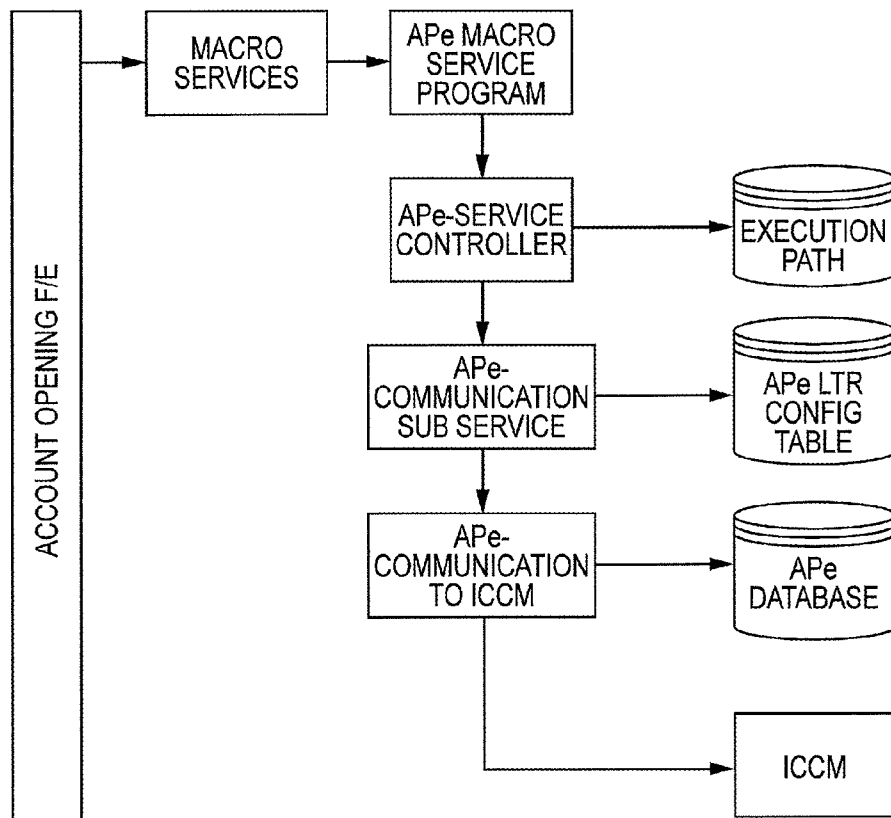 ACCOUNT OPENING F/E
MACRO
SERVICES
APe MACRO
SERVICE
PROGRAM
APe-SERVICE
CONTROLLER
EXECUTION
PATH
APe-
COMMUNICATION
SUB SERVICE
APe LTR
CONFIG
TABLE
APe-
COMMUNICATION
TO ICCM
APe
DATABASE
ICCM